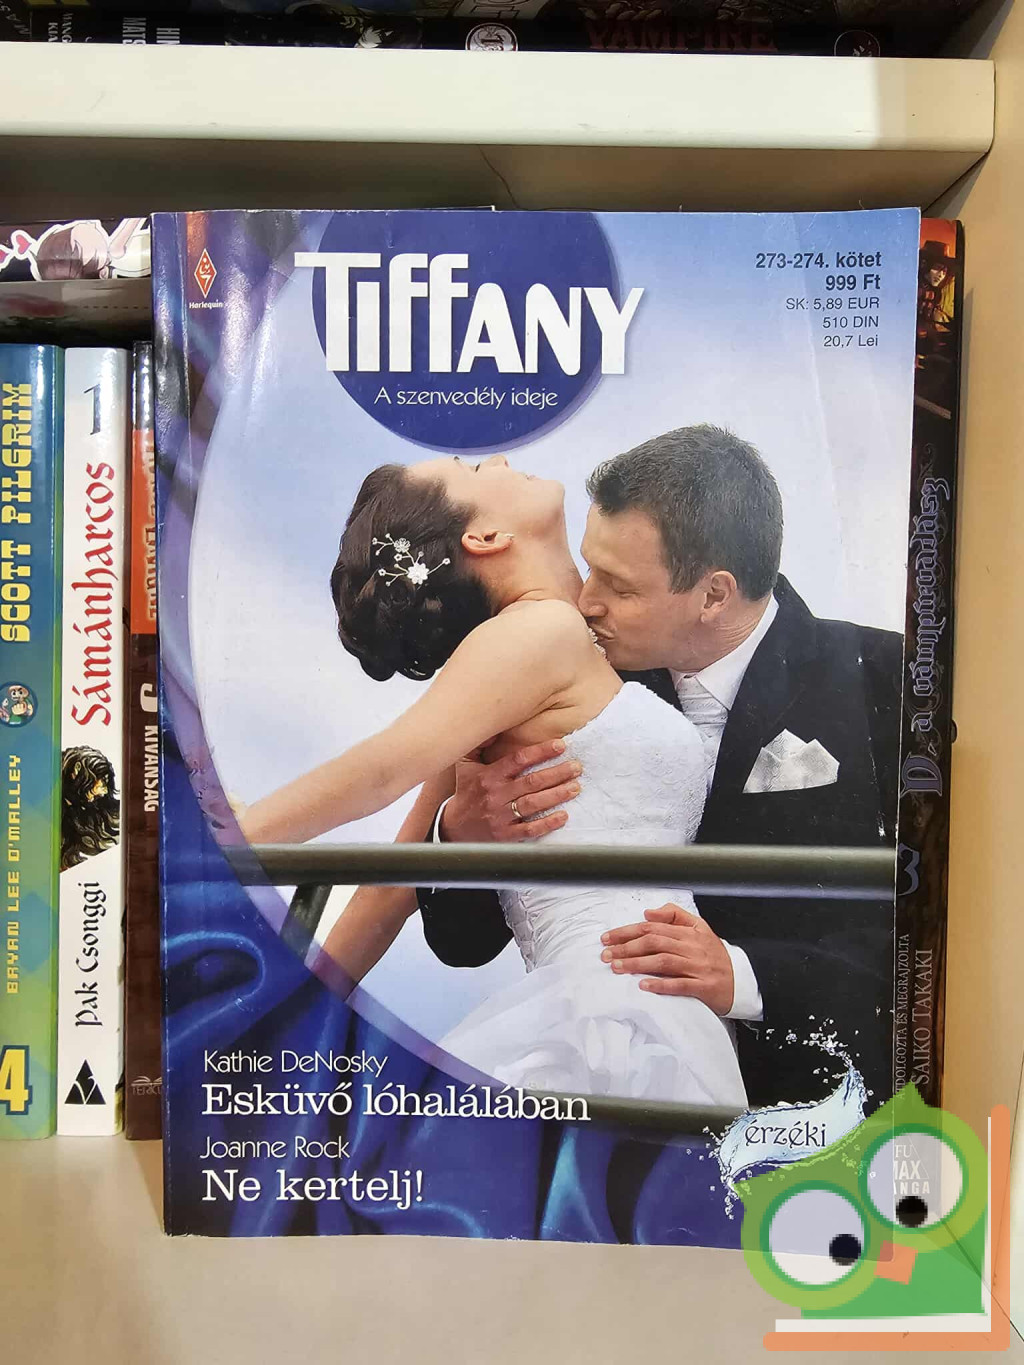 VAMPIRE
Harlequin
Tiffany
A szenvedély ideje
273-274. kötet
999 Ft
SK: 5,89 EUR
510 DIN
20,7 Lei
Kathie DeNosky
Esküvő lóhalálában
Joanne Rock
Ne kertelj!
érzéki
SCOTT PILGRIM
BRYAN LEE O'MALLEY
4
1
Sámánharcos
Pak Csonggi
KÍVÁNSÁG
3
SAIKO TAKAKI